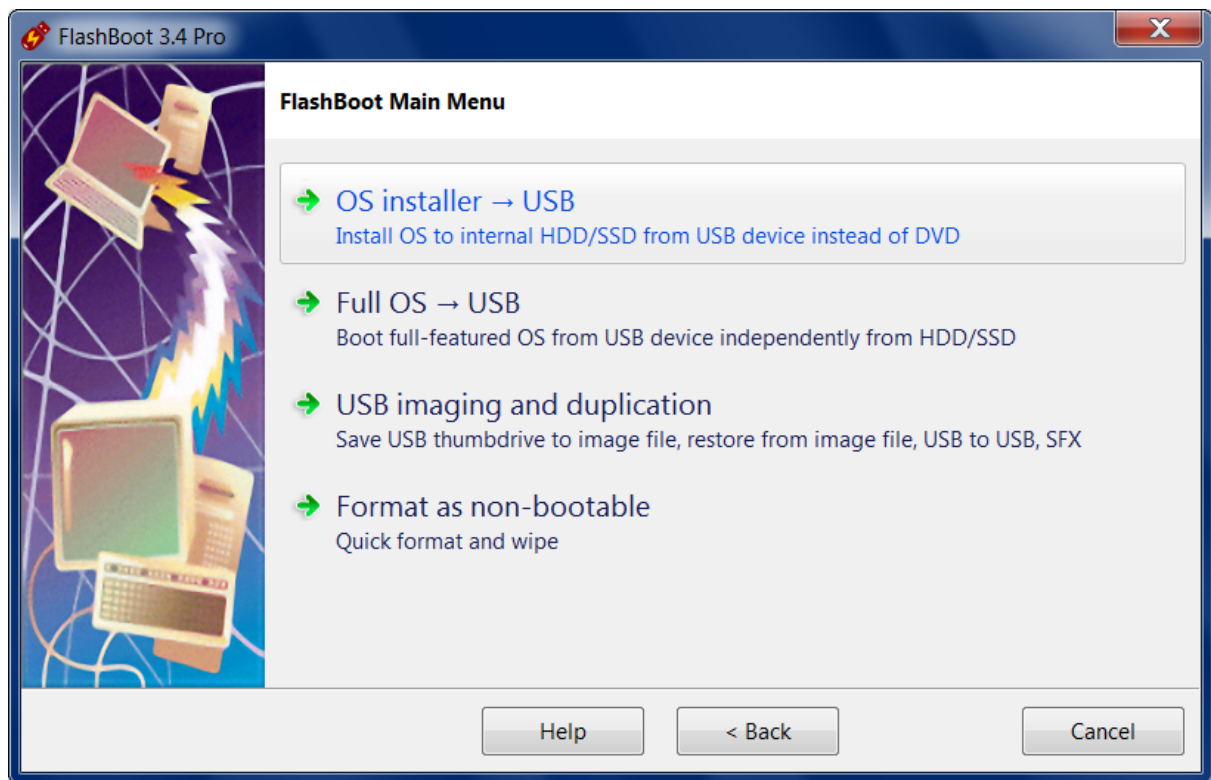 FlashBoot 3.4 Pro
FlashBoot Main Menu
OS installer → USB
Install OS to internal HDD/SSD from USB device instead of DVD
Full OS → USB
Boot full-featured OS from USB device independently from HDD/SSD
USB imaging and duplication
Save USB thumbdrive to image file, restore from image file, USB to USB, SFX
Format as non-bootable
Quick format and wipe
Help
< Back
Cancel